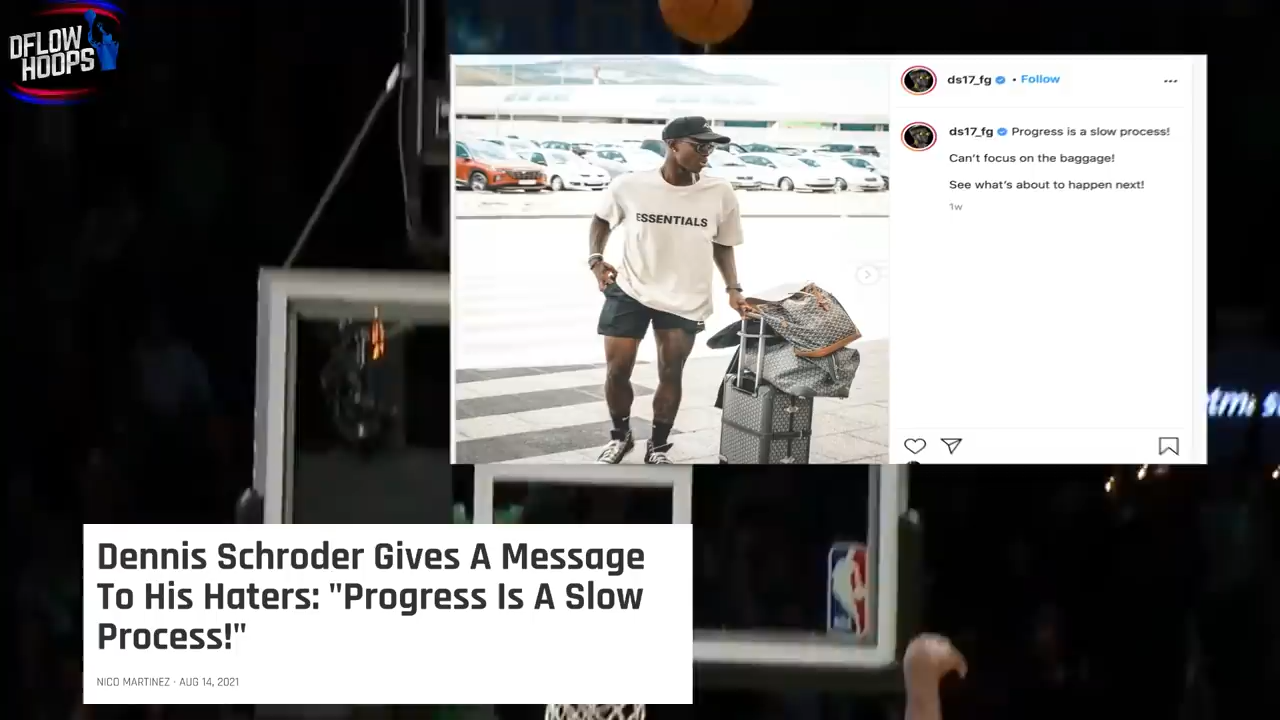 DFLOW
HOOPS
ds17_fg • Follow
ds17_fg Progress is a slow process!
Can't focus on the baggage!
See what's about to happen next!
1w
ESSENTIALS
Dennis Schroder Gives A Message
To His Haters: "Progress Is A Slow
Process!"
NICO MARTINEZ · AUG 14, 2021